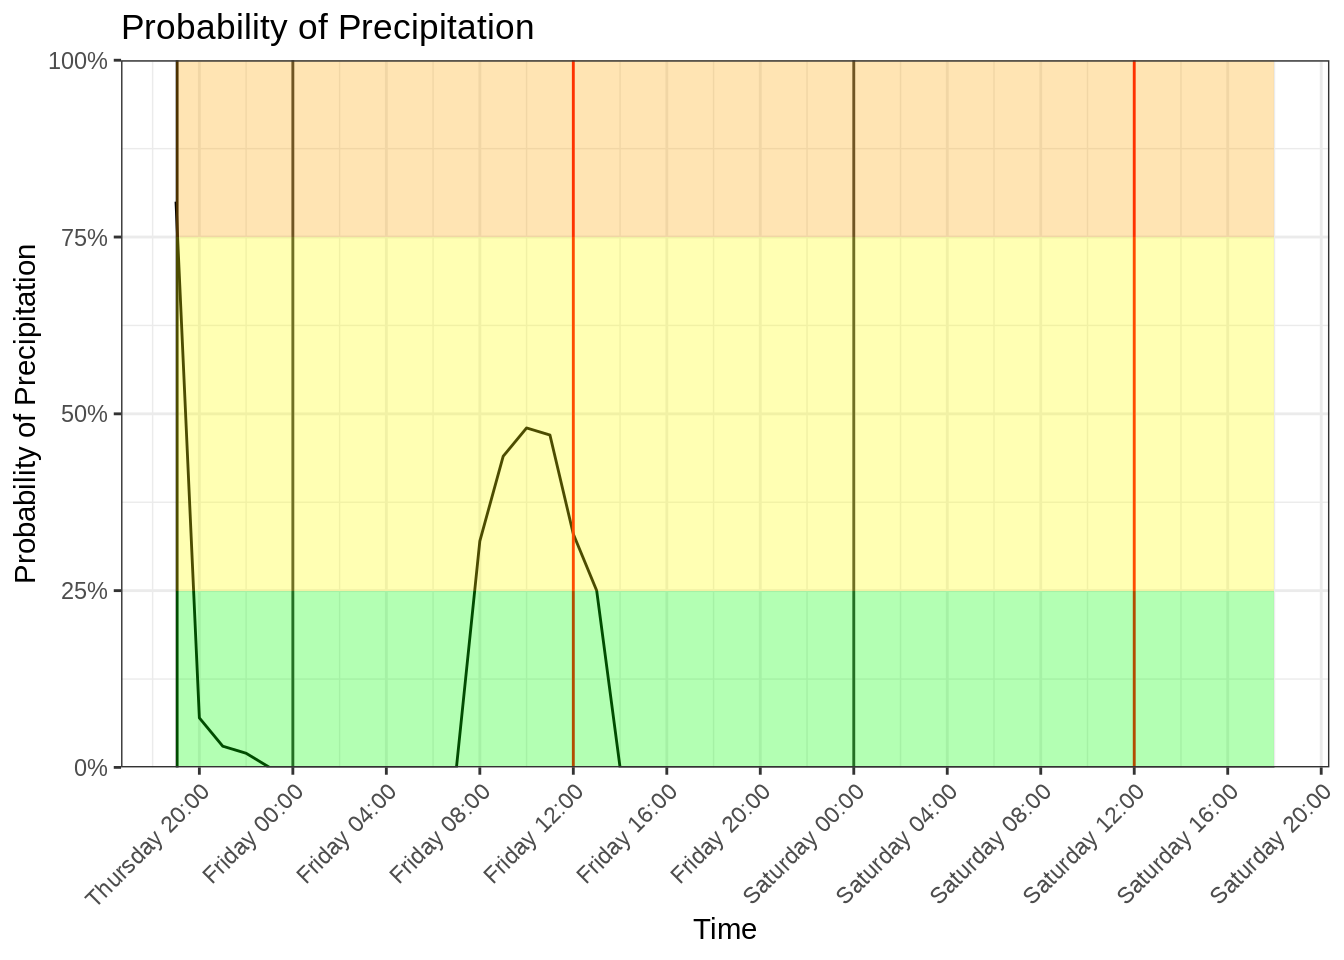 Probability of Precipitation
Probability of Precipitation
100%
75%
50%
25%
0%
Thursday 20:00
Friday 00:00
Friday 04:00
Friday 08:00
Friday 12:00
Friday 16:00
Friday 20:00
Saturday 00:00
Saturday 04:00
Saturday 08:00
Saturday 12:00
Saturday 16:00
Saturday 20:00
Time